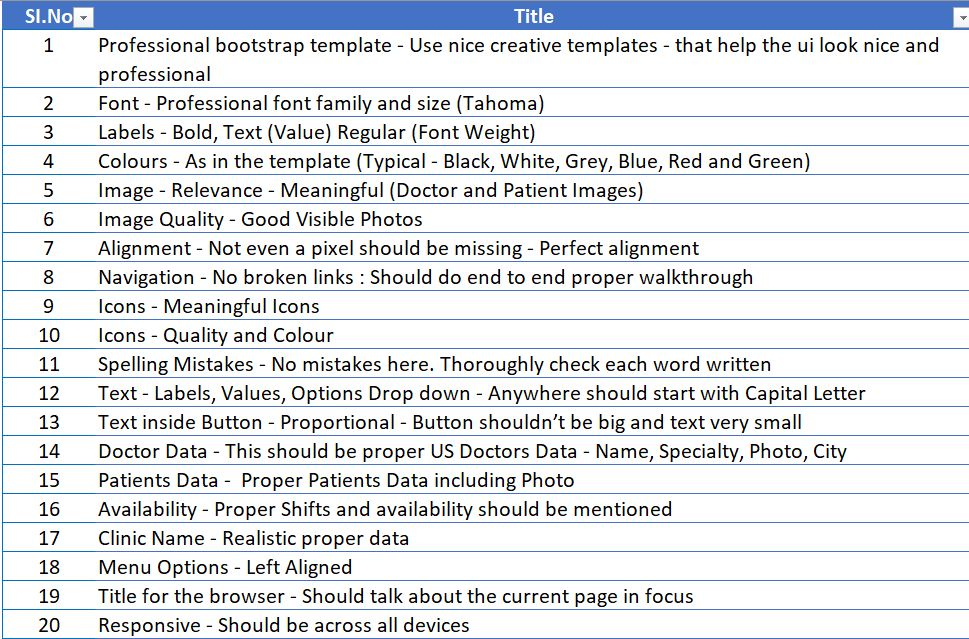 SI.No Title
1 Professional bootstrap template - Use nice creative templates - that help the ui look nice and
professional
2 Font - Professional font family and size (Tahoma)
3 Labels - Bold, Text (Value) Regular (Font Weight)
4 Colours - As in the template (Typical - Black, White, Grey, Blue, Red and Green)
5 Image - Relevance - Meaningful (Doctor and Patient Images)
6 Image Quality - Good Visible Photos
7 Alignment - Not even a pixel should be missing - Perfect alignment
8 Navigation - No broken links : Should do end to end proper walkthrough
9 Icons - Meaningful Icons
10 Icons - Quality and Colour
11 Spelling Mistakes - No mistakes here. Thoroughly check each word written
12 Text - Labels, Values, Options Drop down - Anywhere should start with Capital Letter
13 Text inside Button - Proportional - Button shouldn’t be big and text very small
14 Doctor Data - This should be proper US Doctors Data - Name, Specialty, Photo, City
15 Patients Data -  Proper Patients Data including Photo
16 Availability - Proper Shifts and availability should be mentioned
17 Clinic Name - Realistic proper data
18 Menu Options - Left Aligned
19 Title for the browser - Should talk about the current page in focus
20 Responsive - Should be across all devices